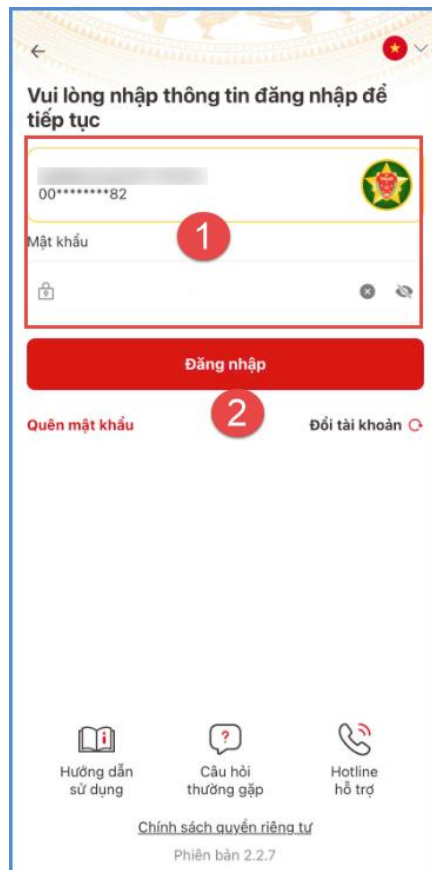 Vui lòng nhập thông tin đăng nhập để
tiếp tục
00********82
Mật khẩu
1
Đăng nhập
2
Quên mật khẩu
Đổi tài khoản
Hướng dẫn
sử dụng
Câu hỏi
thường gặp
Hotline
hỗ trợ
Chính sách quyền riêng tư
Phiên bản 2.2.7